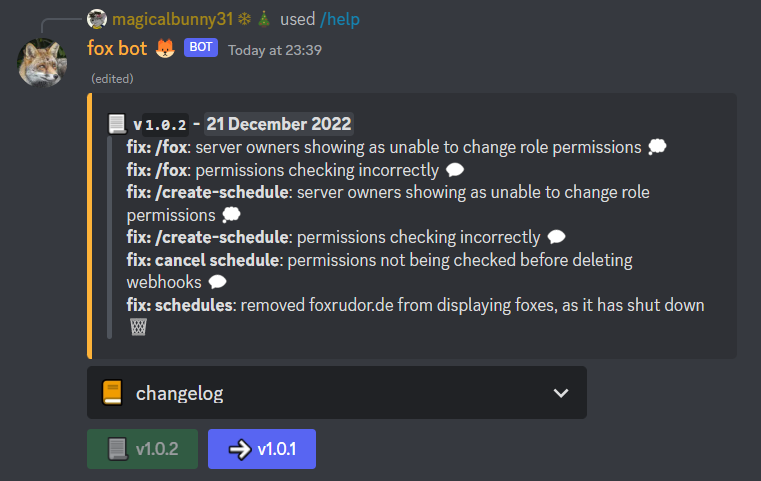 magicalbunny31 ❄🎄 used /help
fox bot 🦊 BOT Today at 23:39
(edited)
📃 v1.0.2 - 21 December 2022
fix: /fox: server owners showing as unable to change role permissions 💭
fix: /fox: permissions checking incorrectly 💬
fix: /create-schedule: server owners showing as unable to change role
permissions 💭
fix: /create-schedule: permissions checking incorrectly 💬
fix: cancel schedule: permissions not being checked before deleting
webhooks 💬
fix: schedules: removed foxrudor.de from displaying foxes, as it has shut down
🗑️
📙 changelog
📃 v1.0.2 ➡ v1.0.1